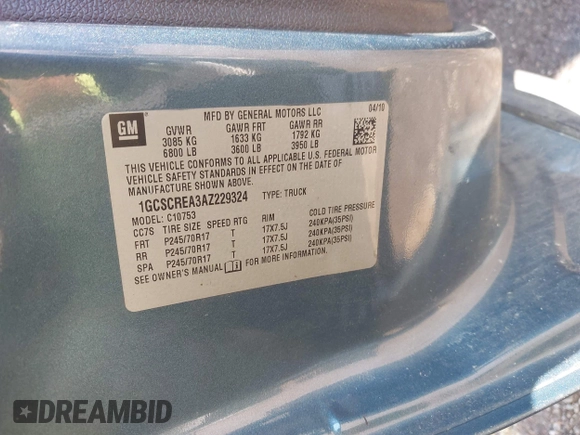 MFD BY GENERAL MOTORS LLC 04/10
GM
GVWR GAWR FRT GAWR RR
3085 KG 1633 KG 1792 KG
6800 LB 3600 LB 3950 LB
THIS VEHICLE CONFORMS TO ALL APPLICABLE U.S. FEDERAL MOTOR
VEHICLE SAFETY STANDARDS IN EFFECT ON THE DATE OF
MANUFACTURE SHOWN ABOVE.
1GCSCREA3AZ229324 TYPE: TRUCK
MODEL: C10753
CC7S TIRE SIZE SPEED RTG RIM COLD TIRE PRESSURE
FRT P245/70R17 T 17X7.5J 240KPA(35PSI)
RR P245/70R17 T 17X7.5J 240KPA(35PSI)
SPA P245/70R17 T 17X7.5J 240KPA(35PSI)
SEE OWNER'S MANUAL FOR MORE INFORMATION.
DREAMBID